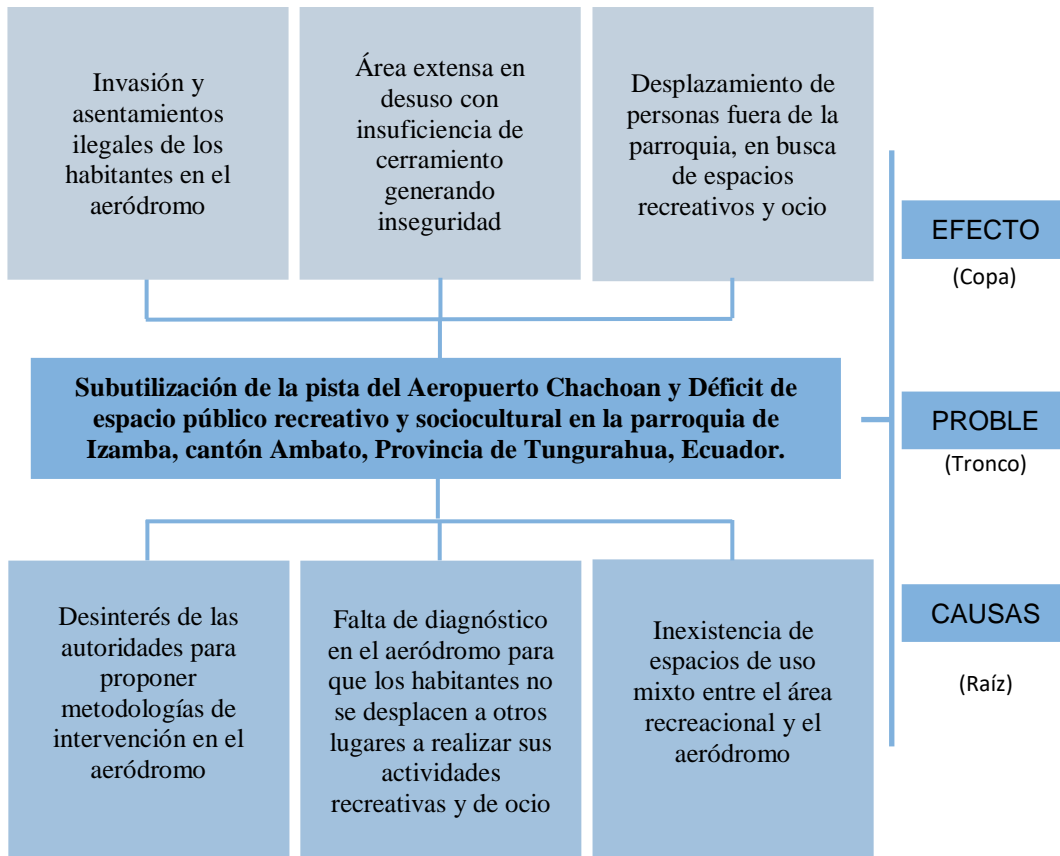 Invasión y
asentamientos
ilegales de los
habitantes en el
aeródromo
Área extensa en
desuso con
insuficiencia de
cerramiento
generando
inseguridad
Desplazamiento de
personas fuera de la
parroquia, en busca
de espacios
recreativos y ocio
EFECTO
(Copa)
Subutilización de la pista del Aeropuerto Chachoan y Déficit de
espacio público recreativo y sociocultural en la parroquia de
Izamba, cantón Ambato, Provincia de Tungurahua, Ecuador.
PROBLE
(Tronco)
Desinterés de las
autoridades para
proponer
metodologías de
intervención en el
aeródromo
Falta de diagnóstico
en el aeródromo para
que los habitantes no
se desplacen a otros
lugares a realizar sus
actividades
recreativas y de ocio
Inexistencia de
espacios de uso
mixto entre el área
recreacional y el
aeródromo
CAUSAS
(Raíz)